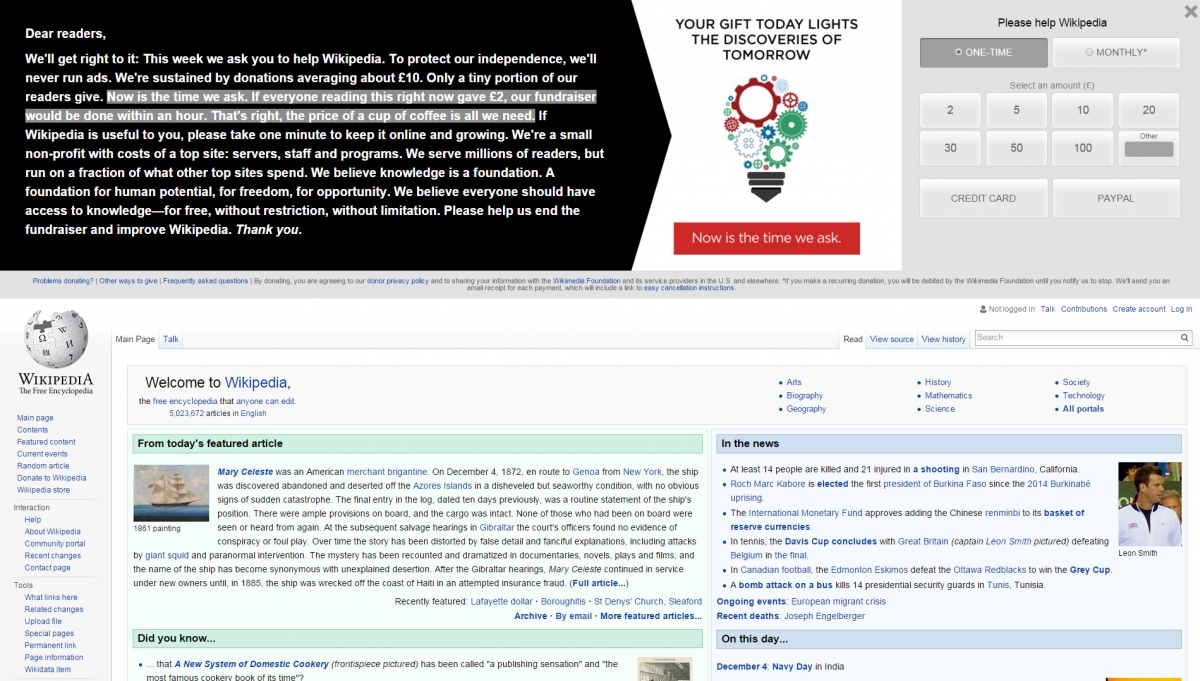 Dear readers,
We'll get right to it: This week we ask you to help Wikipedia. To protect our independence, we'll
never run ads. We're sustained by donations averaging about £10. Only a tiny portion of our
readers give. Now is the time we ask. If everyone reading this right now gave £2, our fundraiser
would be done within an hour. That's right, the price of a cup of coffee is all we need. If
Wikipedia is useful to you, please take one minute to keep it online and growing. We're a small
non-profit with costs of a top site: servers, staff and programs. We serve millions of readers, but
run on a fraction of what other top sites spend. We believe knowledge is a foundation. A
foundation for human potential, for freedom, for opportunity. We believe everyone should have
access to knowledge—for free, without restriction, without limitation. Please help us end the
fundraiser and improve Wikipedia. Thank you.
YOUR GIFT TODAY LIGHTS
THE DISCOVERIES OF
TOMORROW
Now is the time we ask.
Please help Wikipedia
ONE-TIME
MONTHLY*
Select an amount (£)
2 5 10 20
Other
30 50 100
CREDIT CARD
PAYPAL
Problems donating? | Other ways to give | Frequently asked questions | By donating, you are agreeing to our donor privacy policy and to sharing your information with the Wikimedia Foundation and its service providers in the U.S. and elsewhere. *If you make a recurring donation, you will be debited by the Wikimedia Foundation until you notify us to stop. We'll send you an
email receipt for each payment, which will include a link to easy cancellation instructions.
Not logged in Talk Contributions Create account Log in
Main Page Talk
Read View source View history
Search
WIKIPEDIA
The Free Encyclopedia
Main page
Contents
Featured content
Current events
Random article
Donate to Wikipedia
Wikipedia store
Interaction
Help
About Wikipedia
Community portal
Recent changes
Contact page
Tools
What links here
Related changes
Upload file
Special pages
Permanent link
Page information
Wikidata item
Welcome to Wikipedia,
the free encyclopedia that anyone can edit.
5,023,672 articles in English
Arts
Biography
Geography
History
Mathematics
Science
Society
Technology
All portals
From today's featured article
1861 painting
Mary Celeste was an American merchant brigantine. On December 4, 1872, en route to Genoa from New York, the ship
was discovered abandoned and deserted off the Azores Islands in a disheveled but seaworthy condition, with no obvious
signs of sudden catastrophe. The final entry in the log, dated ten days previously, was a routine statement of the ship's
position. There were ample provisions on board, and the cargo was intact. None of those who had been on board were
seen or heard from again. At the subsequent salvage hearings in Gibraltar the court's officers found no evidence of
conspiracy or foul play. Over time the story has been distorted by false detail and fanciful explanations, including attacks
by giant squid and paranormal intervention. The mystery has been recounted and dramatized in documentaries, novels, plays and films, and
the name of the ship has become synonymous with unexplained desertion. After the Gibraltar hearings, Mary Celeste continued in service
under new owners until, in 1885, the ship was wrecked off the coast of Haiti in an attempted insurance fraud. (Full article...)
Recently featured: Lafayette dollar · Boroughitis · St Denys' Church, Sleaford
Archive · By email · More featured articles...
Did you know...
... that A New System of Domestic Cookery (frontispiece pictured) has been called "a publishing sensation" and "the
most famous cookery book of its time"?
In the news
At least 14 people are killed and 21 injured in a shooting in San Bernardino, California.
Roch Marc Kabore is elected the first president of Burkina Faso since the 2014 Burkinabé
uprising.
The International Monetary Fund approves adding the Chinese renminbi to its basket of
reserve currencies.
In tennis, the Davis Cup concludes with Great Britain (captain Leon Smith pictured) defeating
Belgium in the final.
In Canadian football, the Edmonton Eskimos defeat the Ottawa Redblacks to win the Grey Cup.
A bomb attack on a bus kills 14 presidential security guards in Tunis, Tunisia.
Leon Smith
Ongoing events: European migrant crisis
Recent deaths: Joseph Engelberger
On this day...
December 4: Navy Day in India